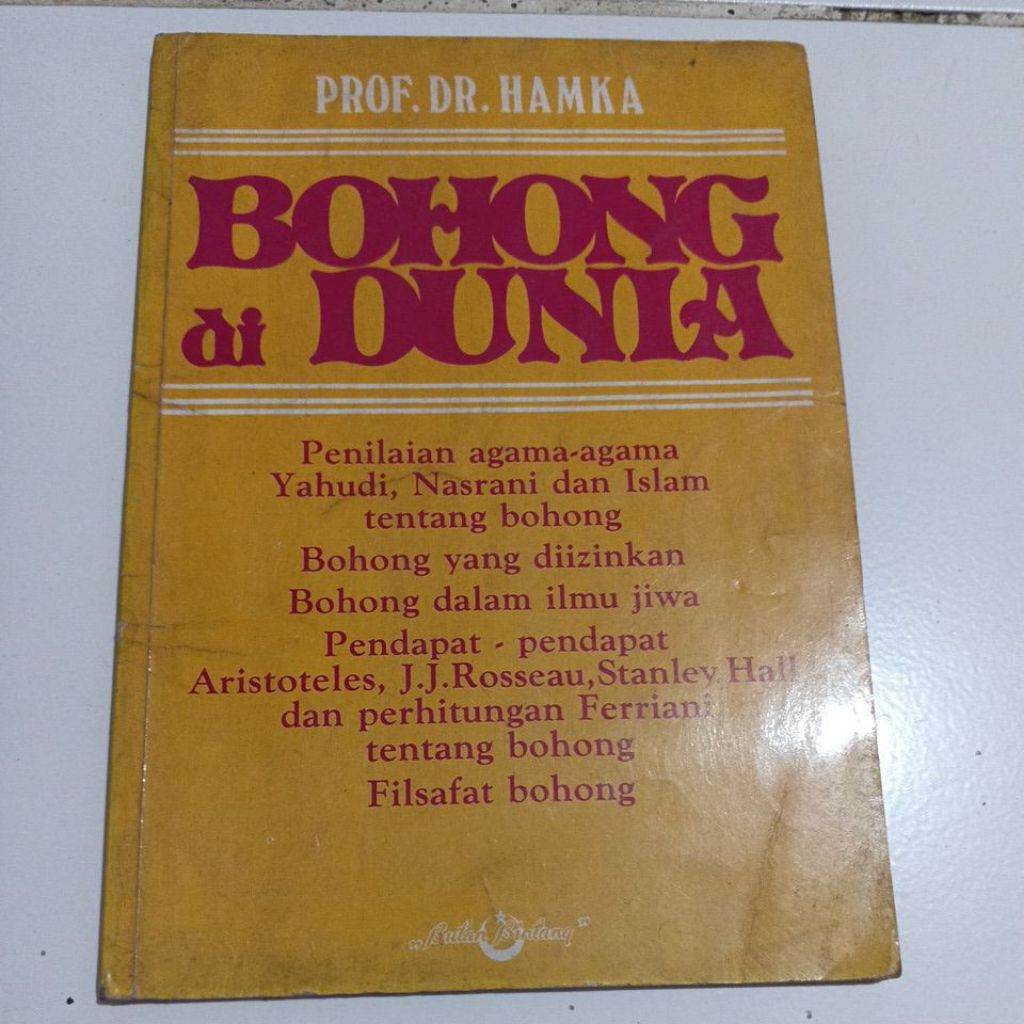 PROF. DR. HAMKA
BOHONG
di DUNIA
Penilaian agama-agama
Yahudi, Nasrani dan Islam
tentang bohong
Bohong yang diizinkan
Bohong dalam ilmu jiwa
Pendapat - pendapat
Aristoteles, J.J.Rosseau,Stanley Hall
dan perhitungan Ferriani
tentang bohong
Filsafat bohong
„Bulan Bintang"